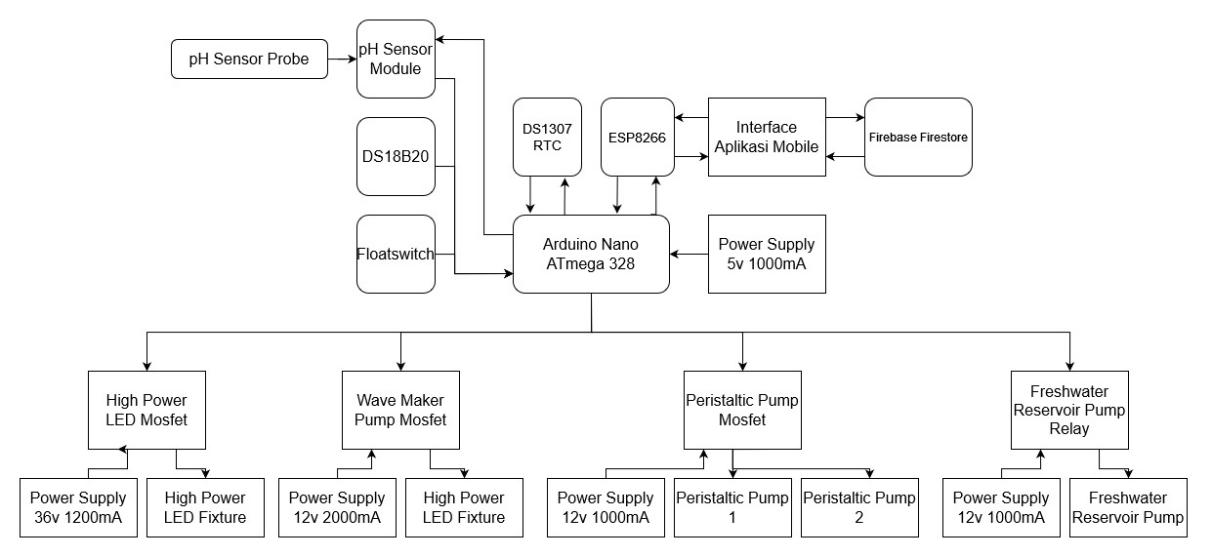 pH Sensor Probe
pH Sensor
Module
DS18B20
Floatswitch
DS1307
RTC
ESP8266
Interface
Aplikasi Mobile
Firebase Firestore
Arduino Nano
ATmega 328
Power Supply
5v 1000mA
High Power
LED Mosfet
Wave Maker
Pump Mosfet
Peristaltic Pump
Mosfet
Freshwater
Reservoir Pump
Relay
Power Supply
36v 1200mA
High Power
LED Fixture
Power Supply
12v 2000mA
High Power
LED Fixture
Power Supply
12v 1000mA
Peristaltic Pump
1
Peristaltic Pump
2
Power Supply
12v 1000mA
Freshwater
Reservoir Pump